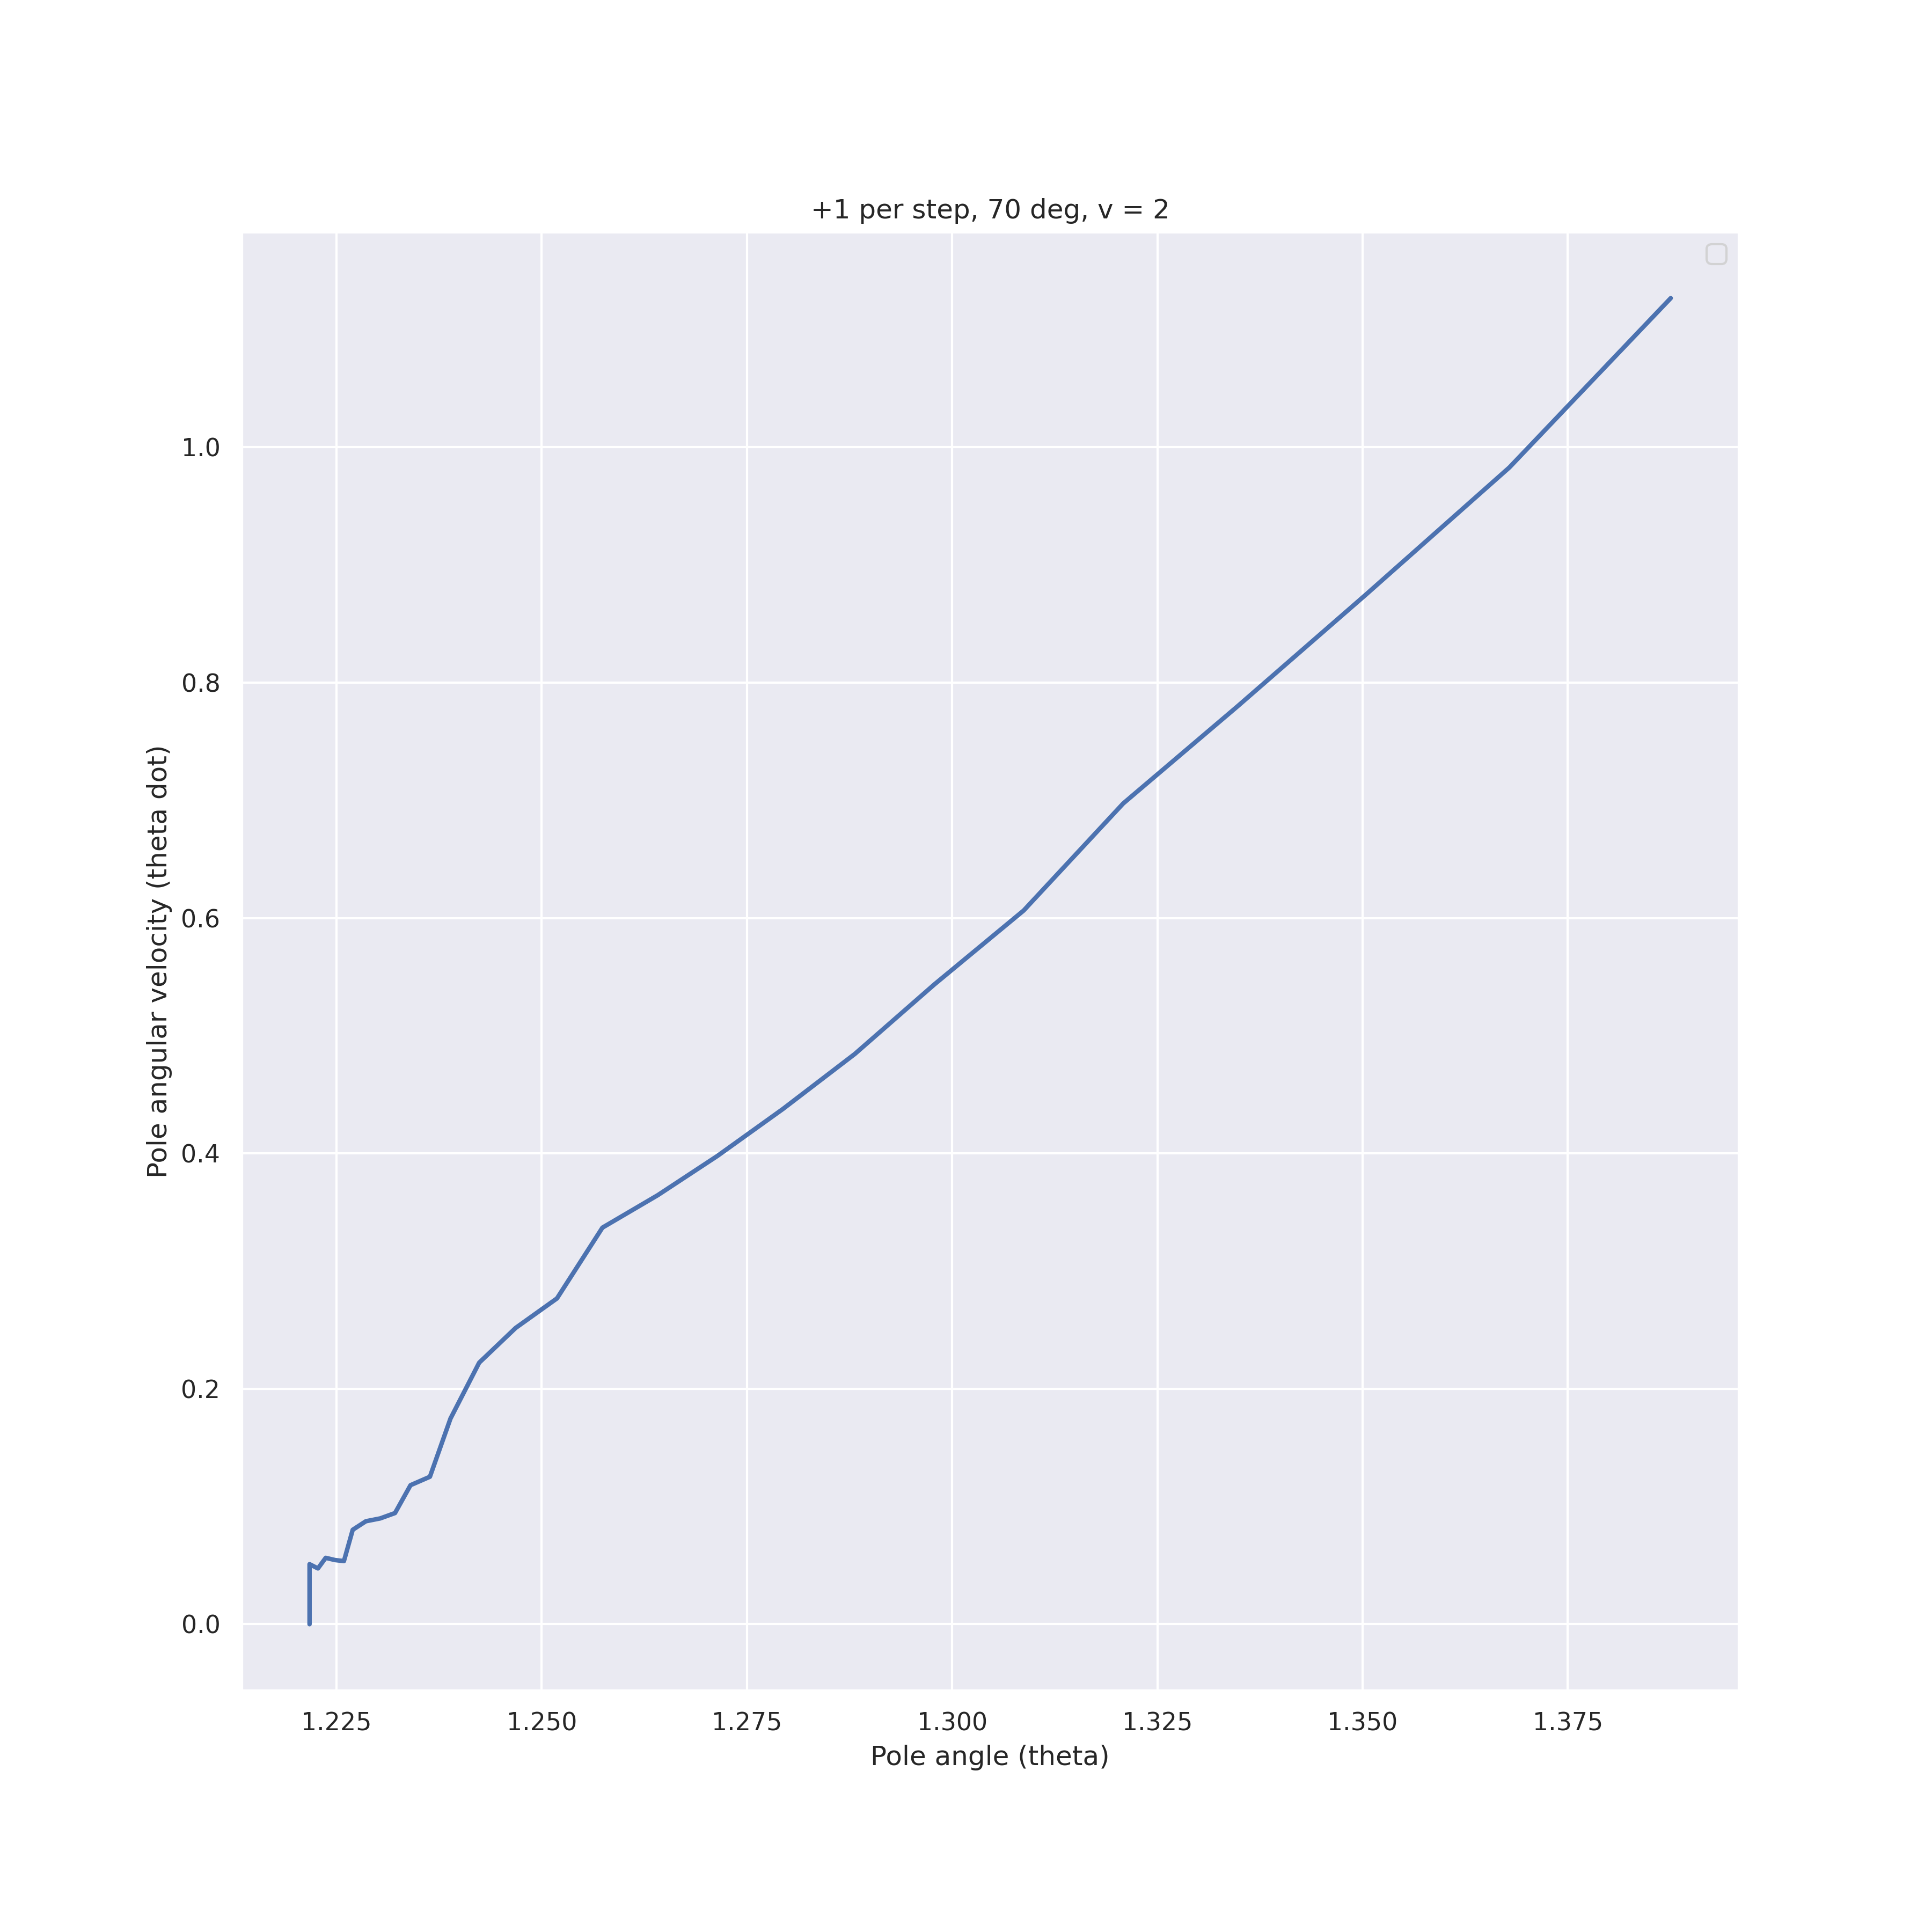 +1 per step, 70 deg, v = 2
Pole angular velocity (theta dot)
1.0
0.8
0.6
0.4
0.2
0.0
1.225 1.250 1.275 1.300 1.325 1.350 1.375
Pole angle (theta)